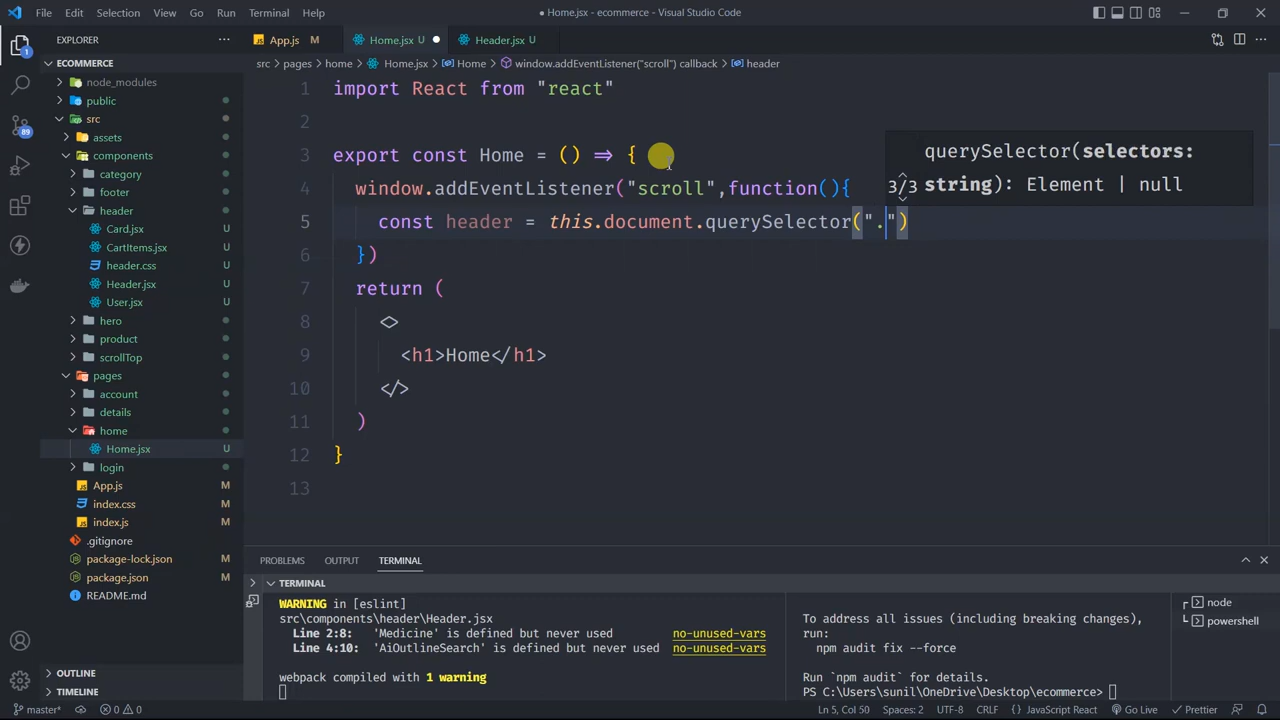 File Edit Selection View Go Run Terminal Help
● Home.jsx - ecommerce - Visual Studio Code
EXPLORER ...
App.js M
Home.jsx U ●
Header.jsx U
ECOMMERCE
node_modules
public
src
assets
components
category
footer
header
Card.jsx U
CartItems.jsx U
header.css U
Header.jsx U
User.jsx U
hero
product
scrollTop
pages
account
details
home
Home.jsx U
login
App.js M
index.css M
index.js M
.gitignore
package-lock.json M
package.json M
README.md
OUTLINE
TIMELINE
1
89
src > pages > home > Home.jsx > Home > window.addEventListener("scroll") callback > header
1 import React from "react"
2
3 export const Home = () => {
4 window.addEventListener("scroll",function(){
5 const header = this.document.querySelector(".")
6 })
7 return (
8 <>
9 <h1>Home</h1>
10 </>
11 )
12 }
13
querySelector(selectors:
3/3 string): Element | null
PROBLEMS OUTPUT TERMINAL
TERMINAL
WARNING in [eslint]
src\components\header\Header.jsx
Line 2:8: 'Medicine' is defined but never used no-unused-vars
Line 4:10: 'AiOutlineSearch' is defined but never used no-unused-vars
webpack compiled with 1 warning
To address all issues (including breaking changes),
run:
npm audit fix --force
Run `npm audit` for details.
PS C:\Users\sunil\OneDrive\Desktop\ecommerce>
node
powershell
master* 0 0 Ln 5, Col 50 Spaces: 2 UTF-8 CRLF {} JavaScript React Go Live Prettier